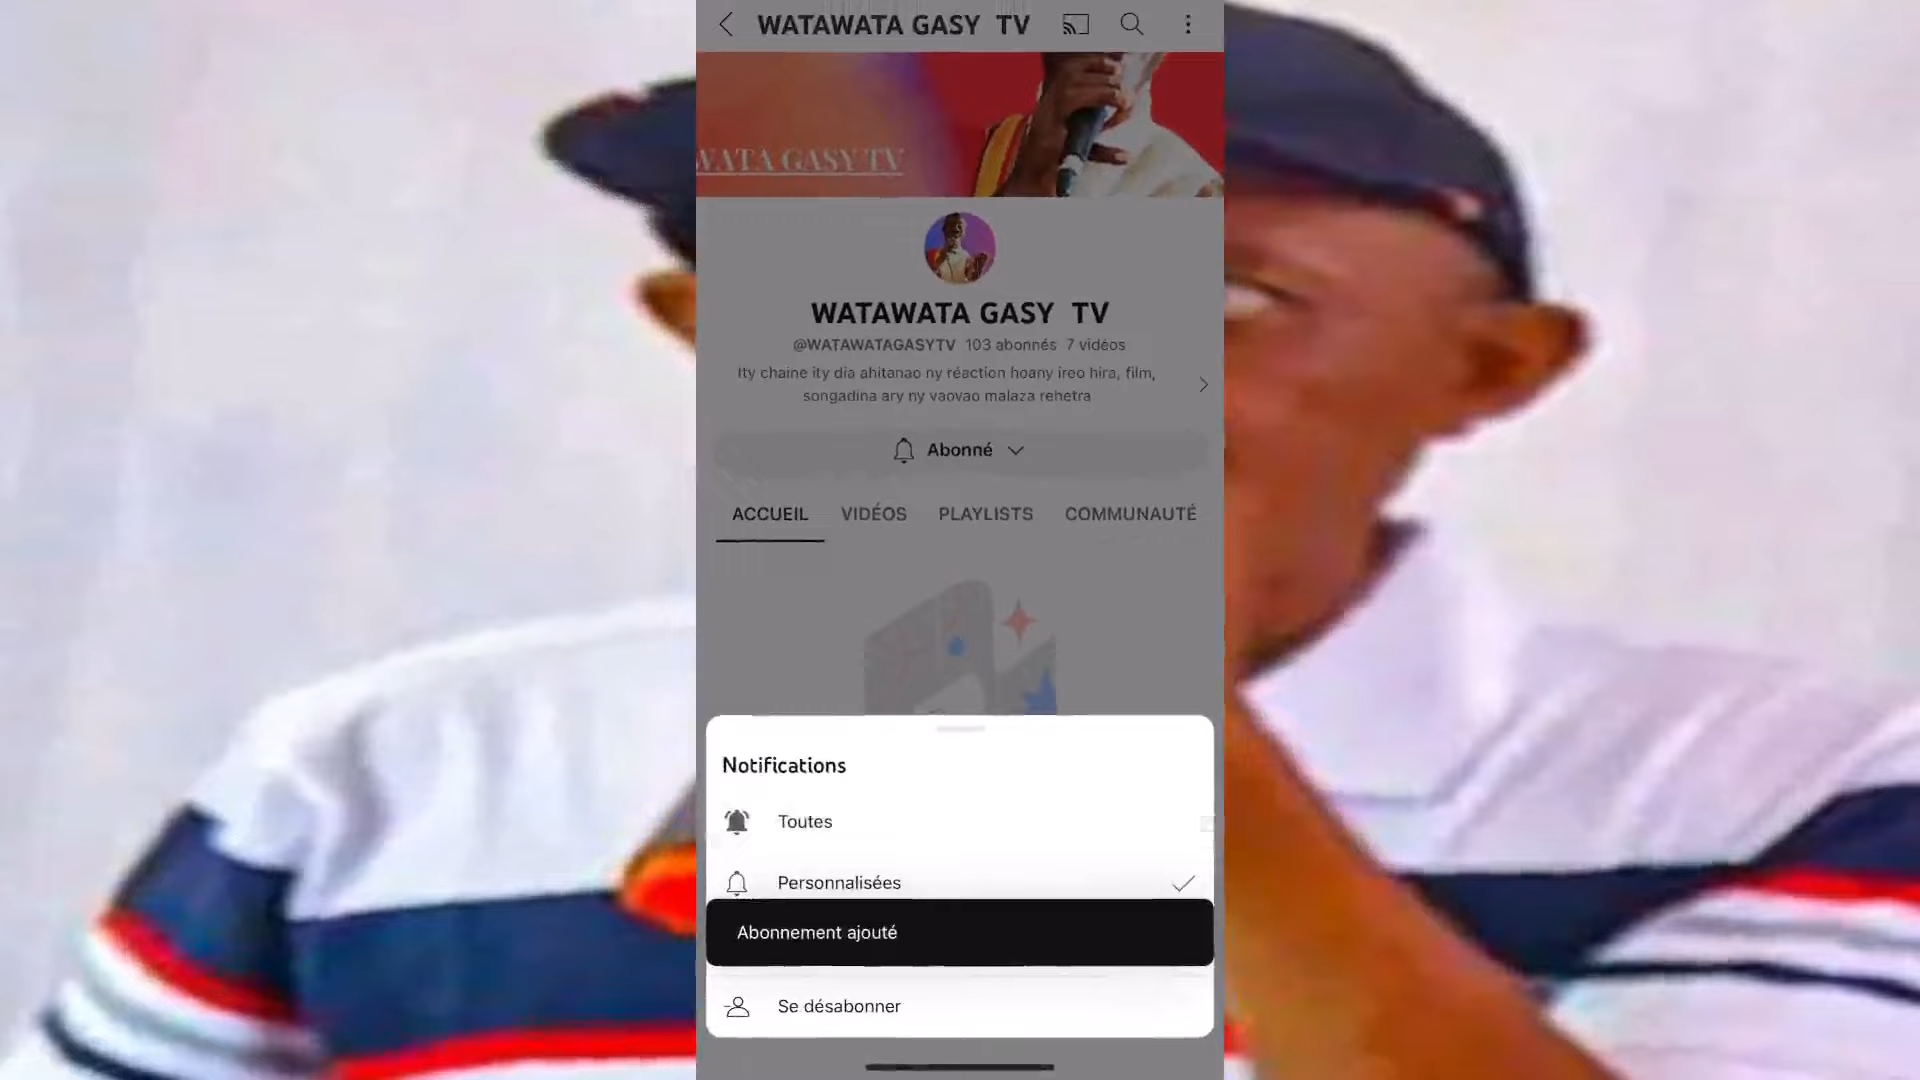 WATAWATA GASY TV
WATA GASY TV
WATAWATA GASY TV
@WATAWATAGASYTV 103 abonnés 7 vidéos
Ity chaine ity dia ahitanao ny réaction hoany ireo hira, film,
songadina ary ny vaovao malaza rehetra
Abonné
ACCUEIL VIDÉOS PLAYLISTS COMMUNAUTÉ
Notifications
Toutes
Personnalisées
Abonnement ajouté
Se désabonner